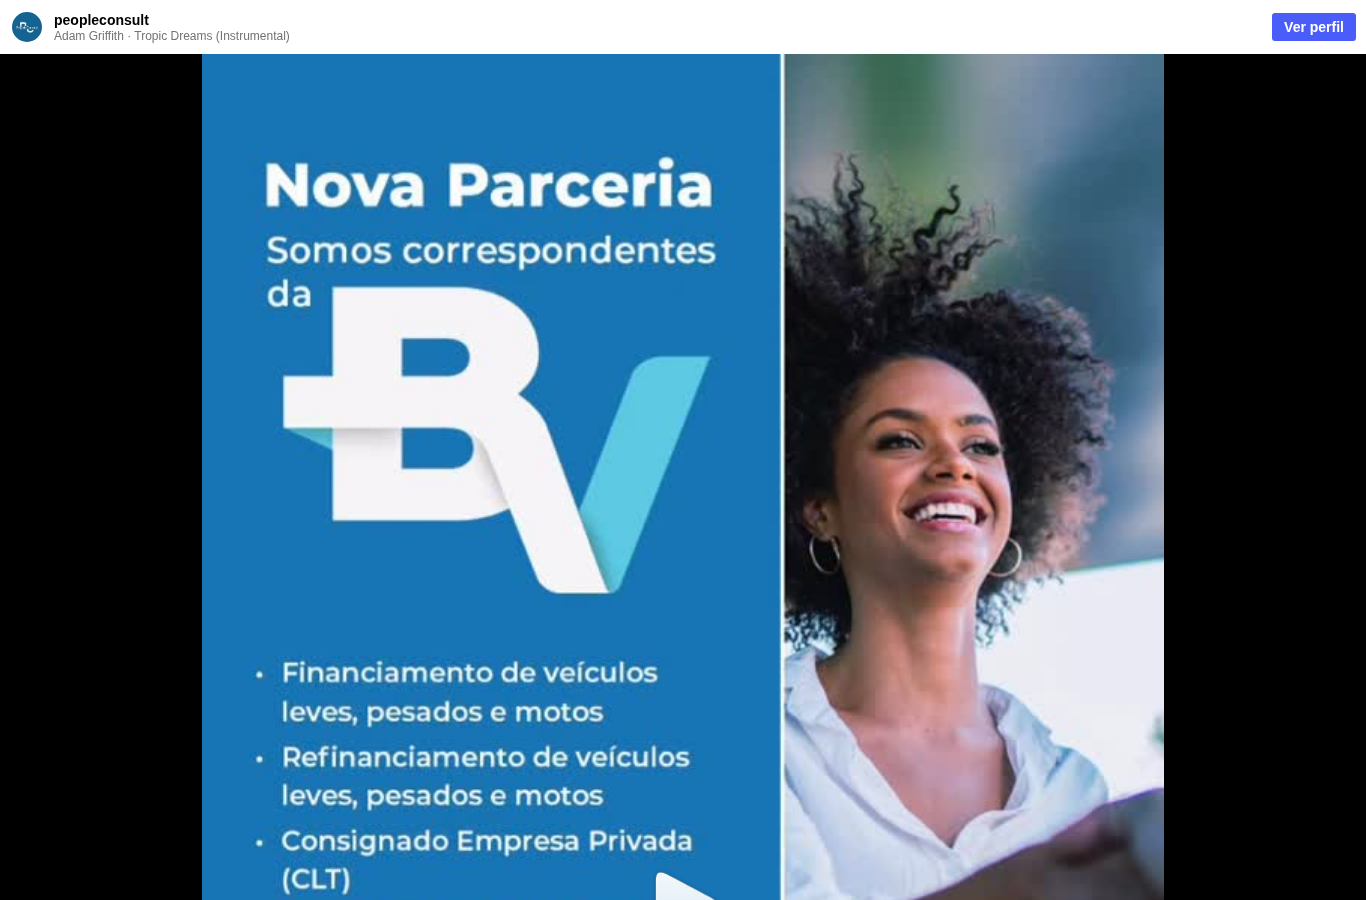 peopleconsult
Adam Griffith · Tropic Dreams (Instrumental)
Ver perfil
Nova Parceria
Somos correspondentes
da
BV
• Financiamento de veículos
leves, pesados e motos
• Refinanciamento de veículos
leves, pesados e motos
• Consignado Empresa Privada
(CLT)